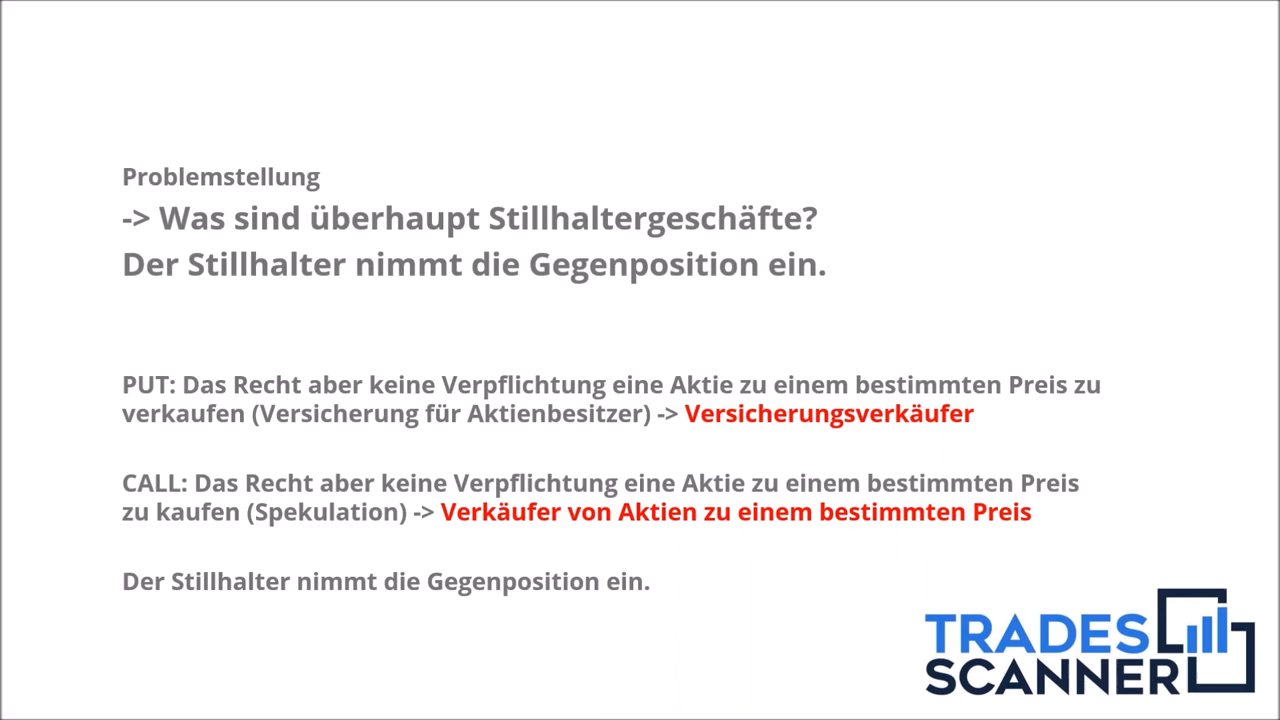 Problemstellung
-> Was sind überhaupt Stillhaltergeschäfte?
Der Stillhalter nimmt die Gegenposition ein.
PUT: Das Recht aber keine Verpflichtung eine Aktie zu einem bestimmten Preis zu
verkaufen (Versicherung für Aktienbesitzer) -> Versicherungsverkäufer
CALL: Das Recht aber keine Verpflichtung eine Aktie zu einem bestimmten Preis
zu kaufen (Spekulation) -> Verkäufer von Aktien zu einem bestimmten Preis
Der Stillhalter nimmt die Gegenposition ein.
TRADES
SCANNER